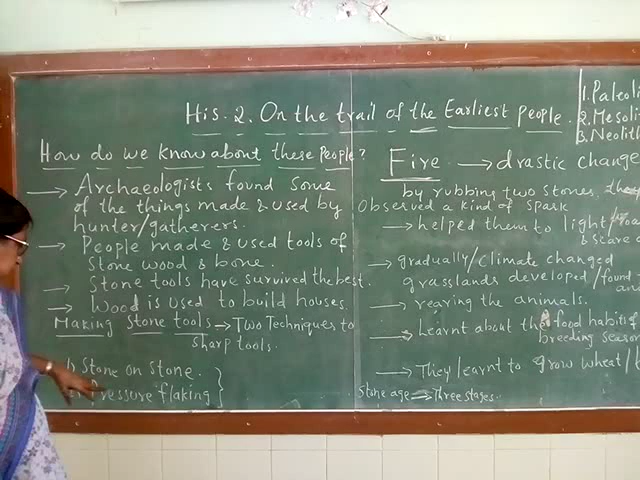 His. 2. On the trail of the Earliest people.
How do we know about these People?
→ Archaeologists found some
of the things made & used by
hunter/gatherers.
→ People made & used tools of
stone wood & bone.
→ Stone tools have survived the best.
→ Wood is used to build houses.
Making Stone tools → Two Techniques to
sharp tools.
Stone on Stone.
Pressure flaking
Fire → drastic change
by rubbing two stones,
Observed a kind of spark
→ helped them to light/
→ gradually/climate changed
grasslands developed/found
→ rearing the animals.
→ Learnt about the food habits of
breeding season
→ They learnt to grow wheat/
Stone age → Three stages.
1. Paleoli
2. Mesolit
3. Neolith